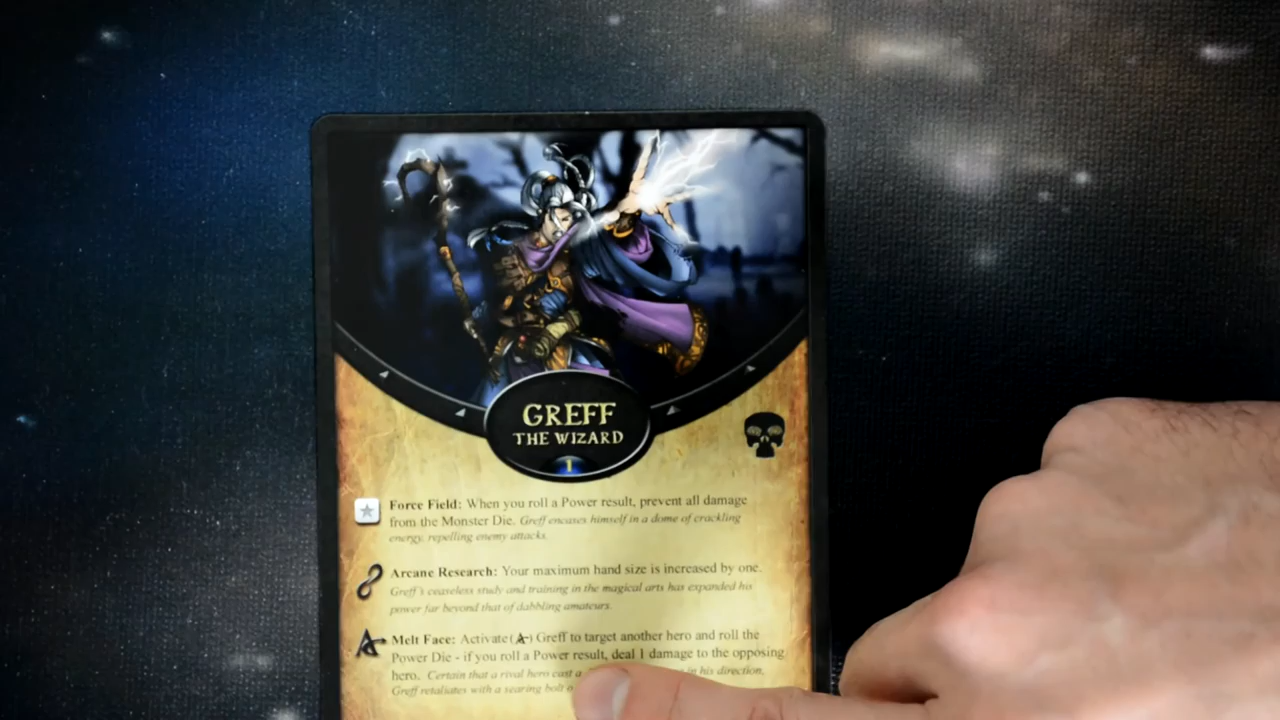 GREFF
THE WIZARD
1
Force Field: When you roll a Power result, prevent all damage
from the Monster Die. Greff encases himself in a dome of crackling
energy, repelling enemy attacks.
Arcane Research: Your maximum hand size is increased by one.
Greff's ceaseless study and training in the magical arts has expanded his
power far beyond that of dabbling amateurs.
Melt Face: Activate (A) Greff to target another hero and roll the
Power Die - if you roll a Power result, deal 1 damage to the opposing
hero. Certain that a rival hero cast a in his direction,
Greff retaliates with a searing bolt